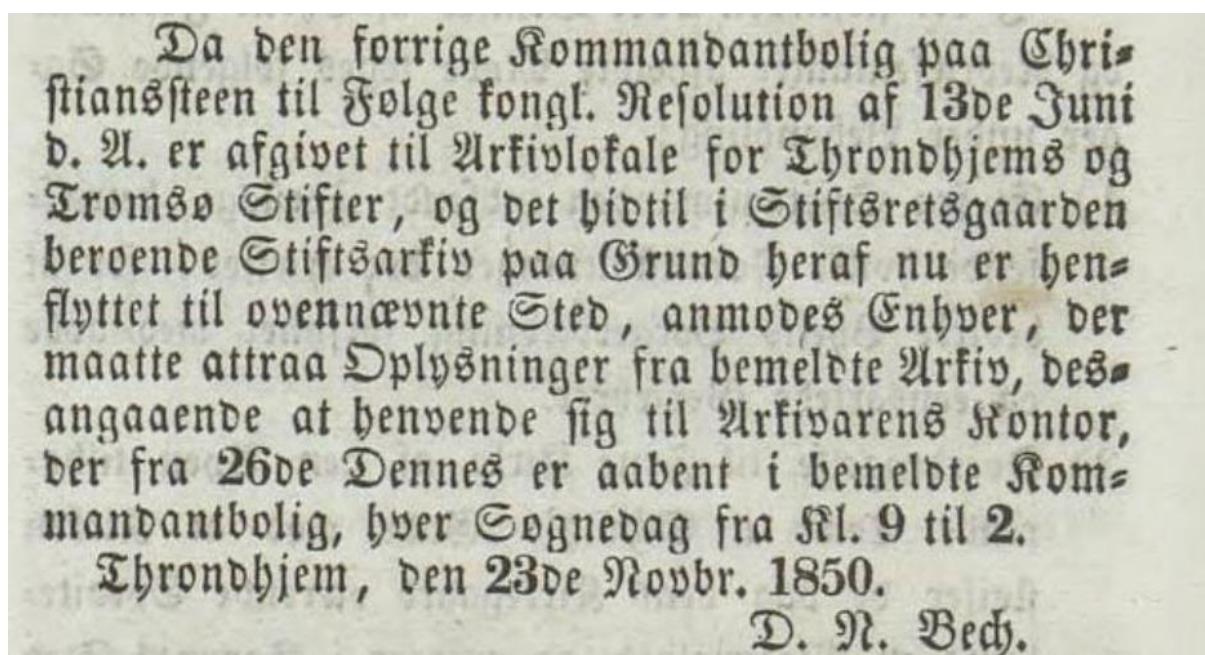 Da den forrige Kommandantbolig paa Chri-
stianssteen til Følge kongl. Resolution af 13de Juni
d. A. er afgivet til Arkivlokale for Throndhjems og
Tromsø Stifter, og det hidtil i Stiftsretsgaarden
beroende Stiftsarkiv paa Grund heraf nu er hen-
flyttet til ovennævnte Sted, anmodes Enhver, der
maatte attraa Oplysninger fra bemeldte Arkiv, des-
angaaende at henvende sig til Arkivarens Kontor,
der fra 26de Dennes er aabent i bemeldte Kom-
mandantbolig, hver Søgnedag fra Kl. 9 til 2.
Throndhjem, den 23de Novbr. 1850.
D. N. Bech.